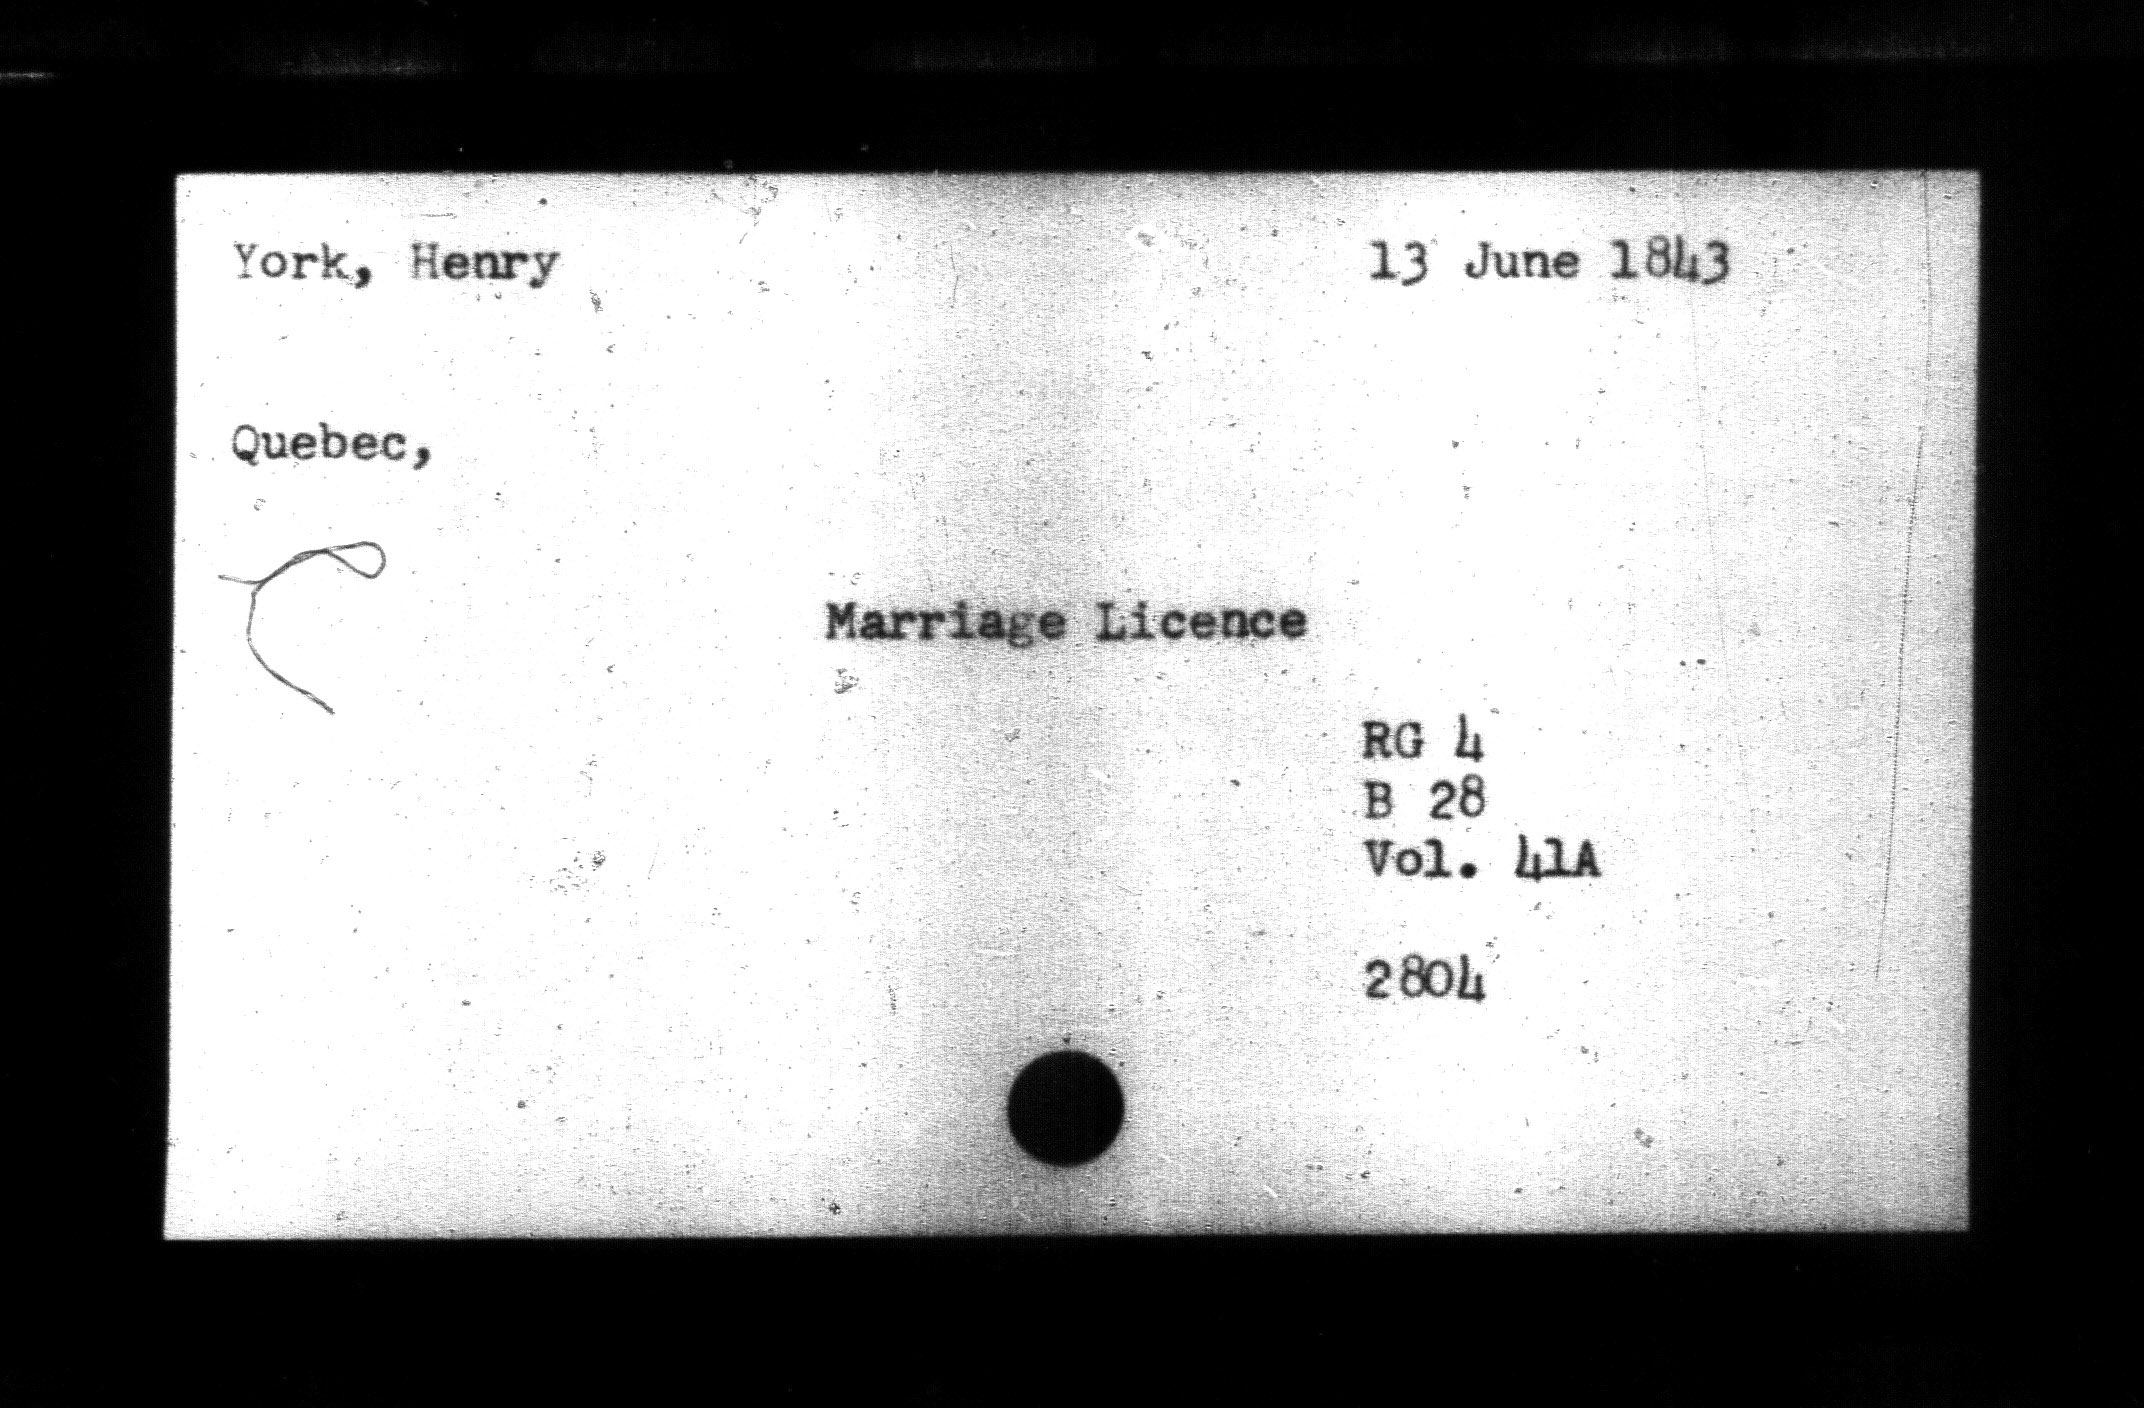 York, Henry 13 June 1843
Quebec,
Marriage Licence
RG 4
B 28
Vol. 41A
2804